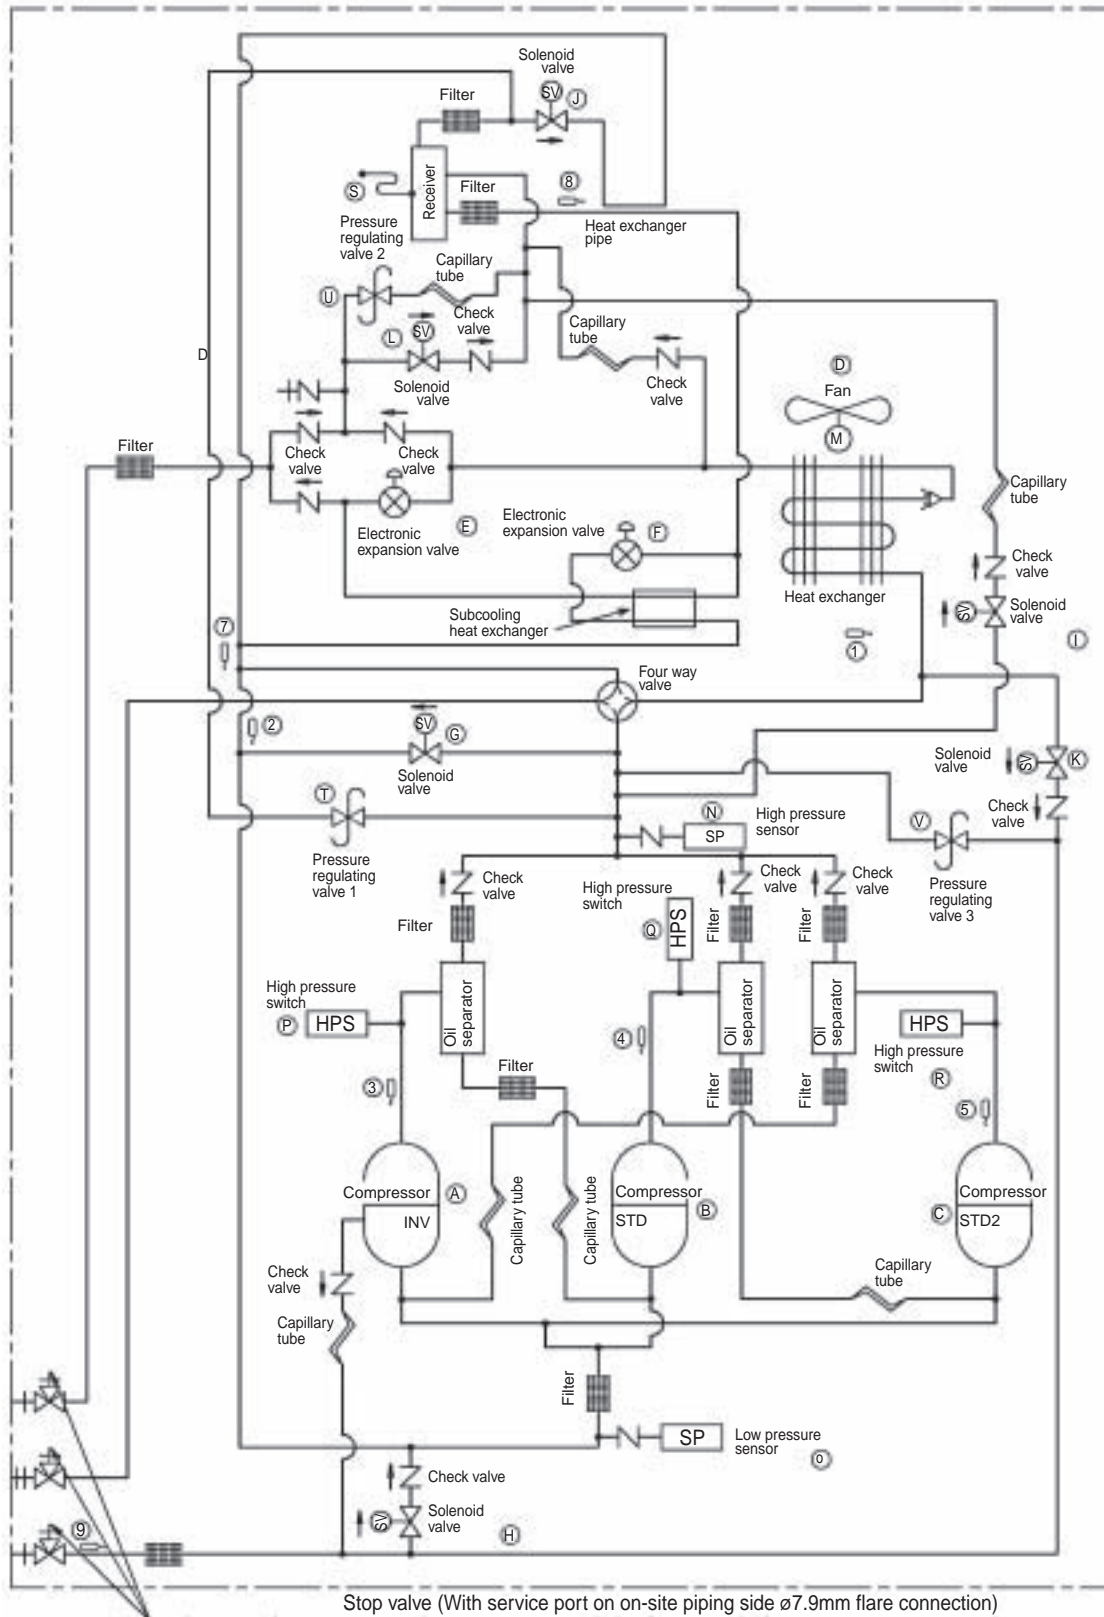 Solenoid
valve
SV
J
Filter
Receiver
S
Filter
8
Heat exchanger
pipe
Pressure
regulating
valve 2
Capillary
tube
U
Check
valve
L
SV
Solenoid
valve
Capillary
tube
Check
valve
D
D
Fan
M
Filter
Check
valve
Check
valve
Electronic
expansion valve
E
Electronic
expansion valve
F
Capillary
tube
Check
valve
SV
Solenoid
valve
Heat exchanger
Subcooling
heat exchanger
7
1
I
Four way
valve
2
SV
G
Solenoid
valve
Solenoid
valve
SV
K
T
N
SP
High pressure
sensor
Check
valve
V
Pressure
regulating
valve 1
Check
valve
High pressure
switch
Check
valve
Check
valve
Pressure
regulating
valve 3
Filter
Q
HPS
Filter
Filter
High pressure
switch
P
HPS
Oil
separator
4
Oil
separator
Oil
separator
HPS
High pressure
switch
R
3
Filter
Filter
Filter
5
Compressor
INV
A
Capillary tube
Capillary tube
Compressor
STD
B
Compressor
STD2
C
Check
valve
Capillary
tube
Capillary
tube
Filter
SP
Low pressure
sensor
o
Check valve
SV
Solenoid
valve
9
H
Stop valve (With service port on on-site piping side ø7.9mm flare connection)